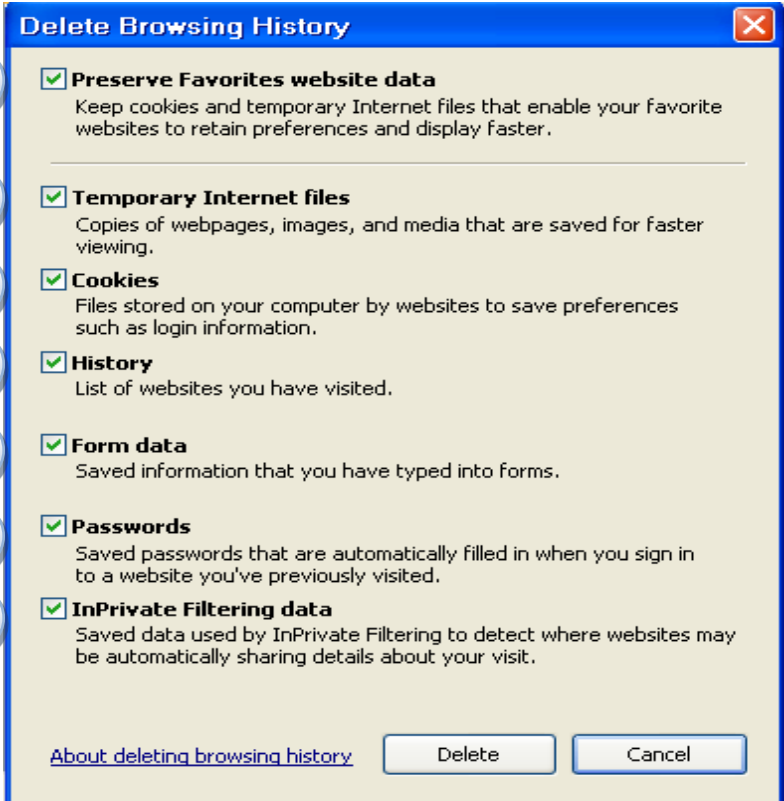 Delete Browsing History
Preserve Favorites website data
Keep cookies and temporary Internet files that enable your favorite
websites to retain preferences and display faster.
Temporary Internet files
Copies of webpages, images, and media that are saved for faster
viewing.
Cookies
Files stored on your computer by websites to save preferences
such as login information.
History
List of websites you have visited.
Form data
Saved information that you have typed into forms.
Passwords
Saved passwords that are automatically filled in when you sign in
to a website you've previously visited.
InPrivate Filtering data
Saved data used by InPrivate Filtering to detect where websites may
be automatically sharing details about your visit.
About deleting browsing history Delete Cancel